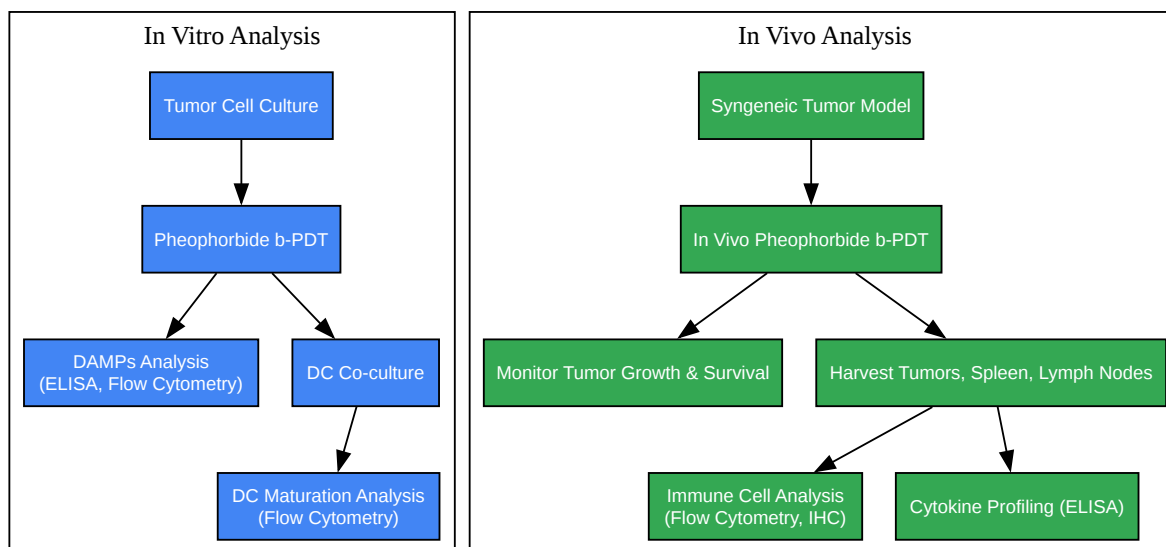 In Vitro Analysis
Tumor Cell Culture
Pheophorbide b-PDT
DAMPs Analysis
(ELISA, Flow Cytometry)
DC Co-culture
DC Maturation Analysis
(Flow Cytometry)
In Vivo Analysis
Syngeneic Tumor Model
In Vivo Pheophorbide b-PDT
Monitor Tumor Growth & Survival
Harvest Tumors, Spleen, Lymph Nodes
Immune Cell Analysis
(Flow Cytometry, IHC)
Cytokine Profiling (ELISA)